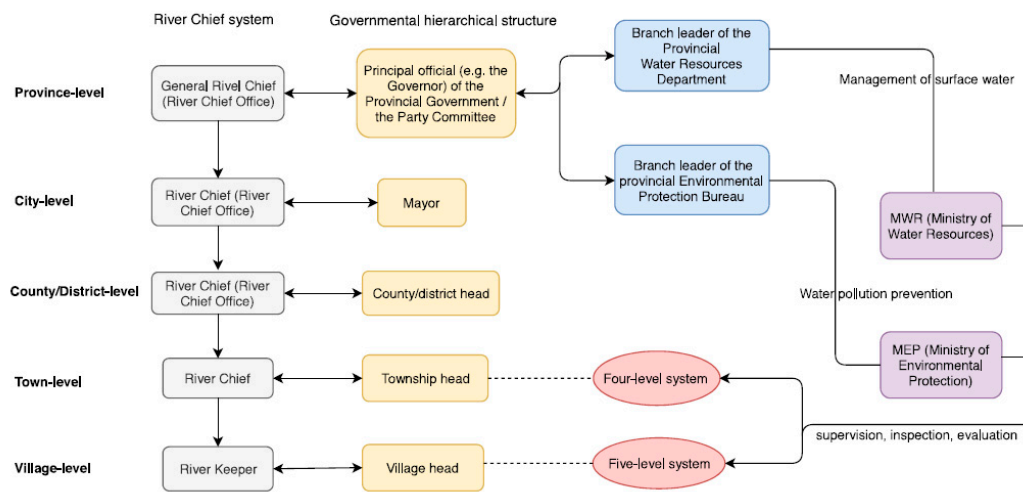 River Chief system
Governmental hierarchical structure
Province-level
General Rivel Chief
(River Chief Office)
Principal official (e.g. the
Governor) of the
Provincial Government /
the Party Committee
Branch leader of the
Provincial
Water Resources
Department
Management of surface water
Branch leader of the
provincial Environmental
Protection Bureau
City-level
River Chief (River
Chief Office)
Mayor
MWR (Ministry of
Water Resources)
County/District-level
River Chief (River
Chief Office)
County/district head
Water pollution prevention
MEP (Ministry of
Environmental
Protection)
Town-level
River Chief
Township head
Four-level system
supervision, inspection, evaluation
Village-level
River Keeper
Village head
Five-level system